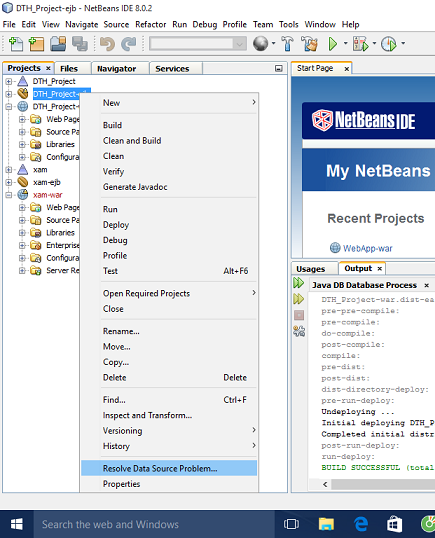 DTH_Project-ejb - NetBeans IDE 8.0.2
File Edit View Navigate Source Refactor Run Debug Profile Team Tools Window Help
Projects × Files Navigator Services
DTH_Project
DTH_Project-ejb
DTH_Project-
Web Page
Source Pa
Libraries
Configura
xam
xam-ejb
xam-war
Web Page
Source Pa
Libraries
Enterprise
Configura
Server Re
New
Build
Clean and Build
Clean
Verify
Generate Javadoc
Run
Deploy
Debug
Profile
Test Alt+F6
Open Required Projects
Close
Rename...
Move...
Copy...
Delete Delete
Find... Ctrl+F
Inspect and Transform...
Versioning
History
Resolve Data Source Problem...
Properties
Start Page ×
NetBeans IDE
My NetBeans
Recent Projects
WebApp-war
Usages Output ×
Java DB Database Process ×
DTH_Project-war.dist-ea
pre-pre-compile:
pre-compile:
do-compile:
post-compile:
compile:
pre-dist:
post-dist:
dist-directory-deploy:
pre-run-deploy:
Undeploying ...
Initial deploying DTH_P
Completed initial distr
post-run-deploy:
run-deploy:
BUILD SUCCESSFUL (total
Search the web and Windows